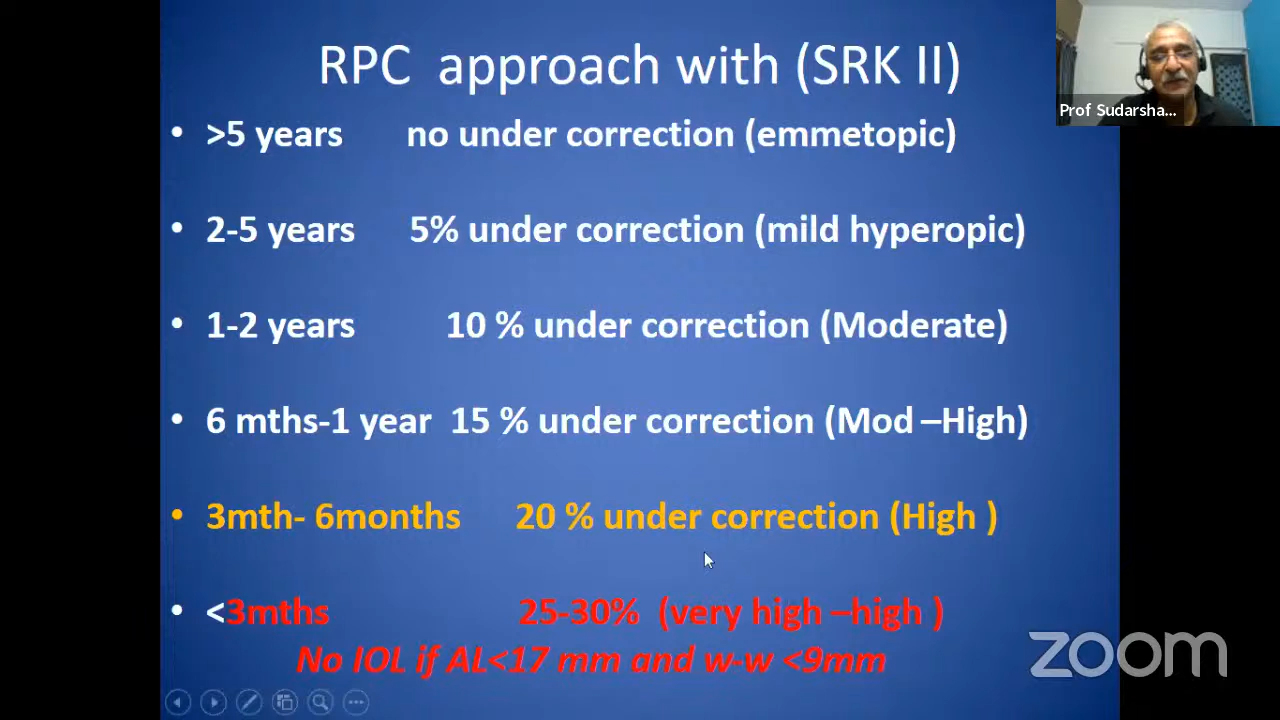 RPC approach with (SRK II)
Prof Sudarsha...
• >5 years no under correction (emmetopic)
• 2-5 years 5% under correction (mild hyperopic)
• 1-2 years 10 % under correction (Moderate)
• 6 mths-1 year 15 % under correction (Mod –High)
• 3mth- 6months 20 % under correction (High )
• <3mths 25-30% (very high –high )
No IOL if AL<17 mm and w-w <9mm
zoom